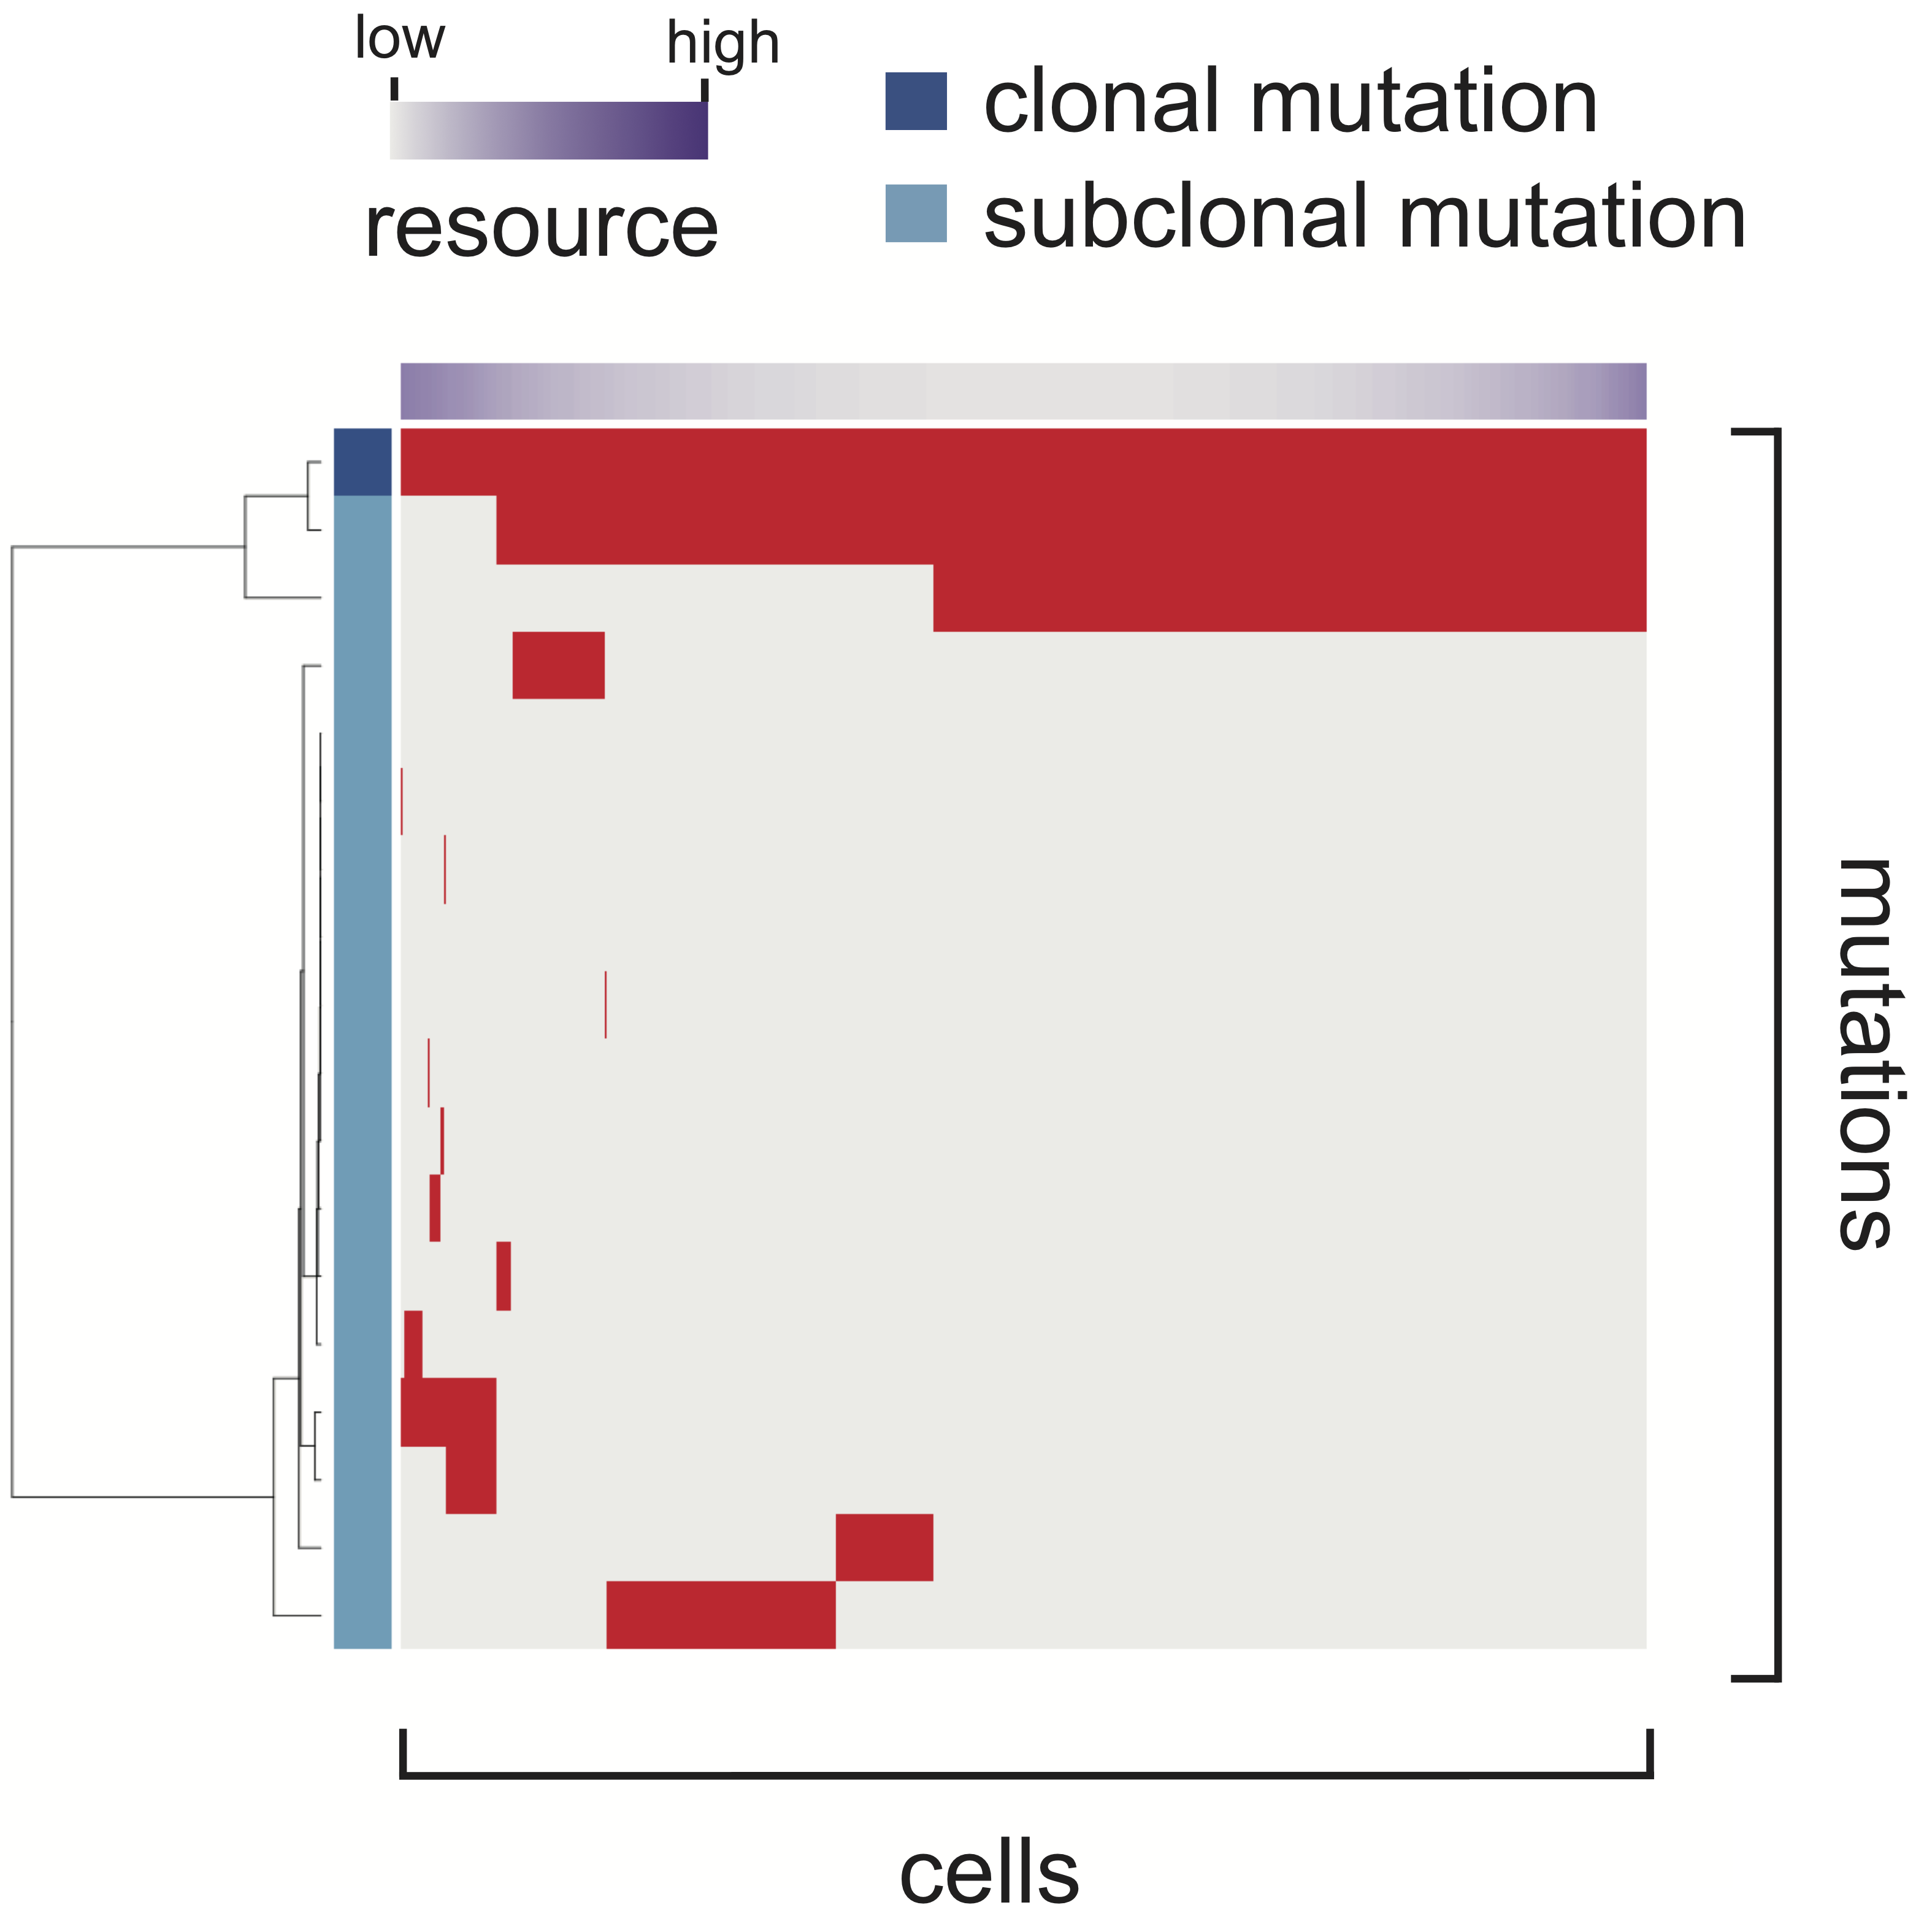 low high
resource
clonal mutation
subclonal mutation
mutations
cells